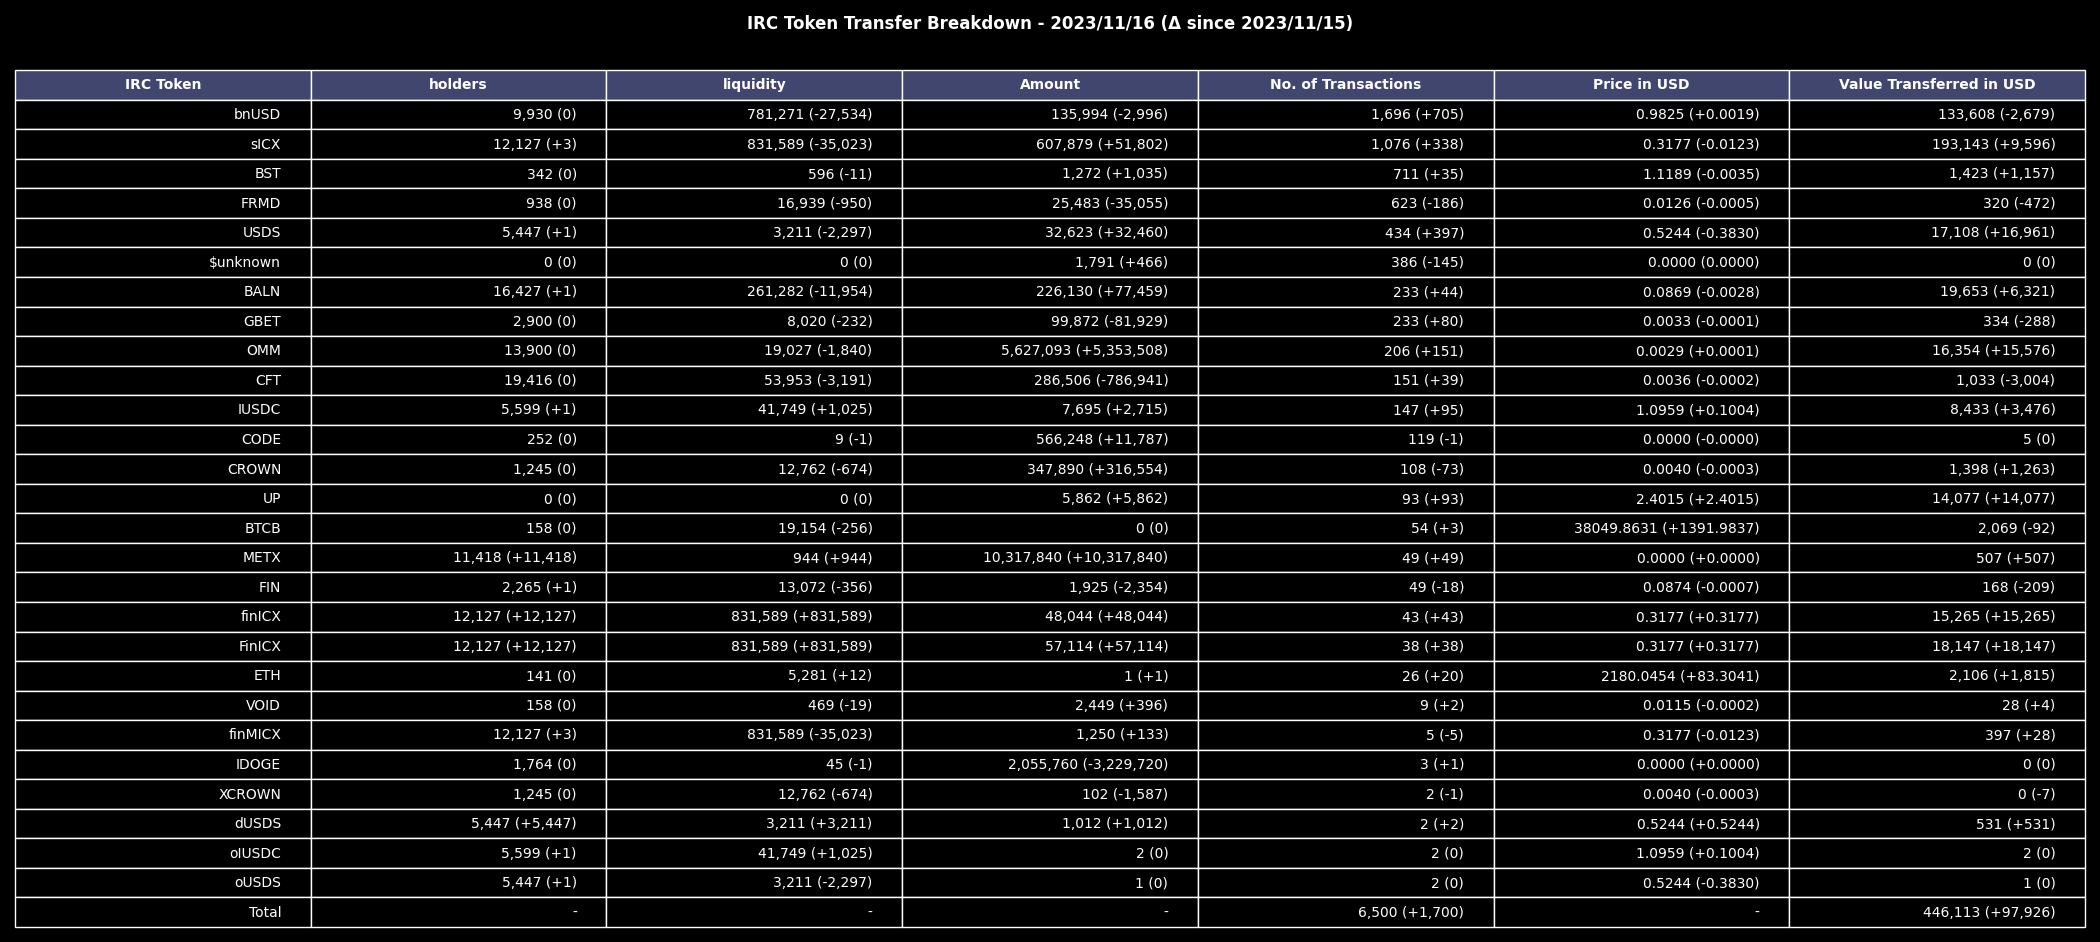 IRC Token Transfer Breakdown - 2023/11/16 (Δ since 2023/11/15)
IRC Token holders liquidity Amount No. of Transactions Price in USD Value Transferred in USD
bnUSD 9,930 (0) 781,271 (-27,534) 135,994 (-2,996) 1,696 (+705) 0.9825 (+0.0019) 133,608 (-2,679)
sICX 12,127 (+3) 831,589 (-35,023) 607,879 (+51,802) 1,076 (+338) 0.3177 (-0.0123) 193,143 (+9,596)
BST 342 (0) 596 (-11) 1,272 (+1,035) 711 (+35) 1.1189 (-0.0035) 1,423 (+1,157)
FRMD 938 (0) 16,939 (-950) 25,483 (-35,055) 623 (-186) 0.0126 (-0.0005) 320 (-472)
USDS 5,447 (+1) 3,211 (-2,297) 32,623 (+32,460) 434 (+397) 0.5244 (-0.3830) 17,108 (+16,961)
$unknown 0 (0) 0 (0) 1,791 (+466) 386 (-145) 0.0000 (0.0000) 0 (0)
BALN 16,427 (+1) 261,282 (-11,954) 226,130 (+77,459) 233 (+44) 0.0869 (-0.0028) 19,653 (+6,321)
GBET 2,900 (0) 8,020 (-232) 99,872 (-81,929) 233 (+80) 0.0033 (-0.0001) 334 (-288)
OMM 13,900 (0) 19,027 (-1,840) 5,627,093 (+5,353,508) 206 (+151) 0.0029 (+0.0001) 16,354 (+15,576)
CFT 19,416 (0) 53,953 (-3,191) 286,506 (-786,941) 151 (+39) 0.0036 (-0.0002) 1,033 (-3,004)
IUSDC 5,599 (+1) 41,749 (+1,025) 7,695 (+2,715) 147 (+95) 1.0959 (+0.1004) 8,433 (+3,476)
CODE 252 (0) 9 (-1) 566,248 (+11,787) 119 (-1) 0.0000 (-0.0000) 5 (0)
CROWN 1,245 (0) 12,762 (-674) 347,890 (+316,554) 108 (-73) 0.0040 (-0.0003) 1,398 (+1,263)
UP 0 (0) 0 (0) 5,862 (+5,862) 93 (+93) 2.4015 (+2.4015) 14,077 (+14,077)
BTCB 158 (0) 19,154 (-256) 0 (0) 54 (+3) 38049.8631 (+1391.9837) 2,069 (-92)
METX 11,418 (+11,418) 944 (+944) 10,317,840 (+10,317,840) 49 (+49) 0.0000 (+0.0000) 507 (+507)
FIN 2,265 (+1) 13,072 (-356) 1,925 (-2,354) 49 (-18) 0.0874 (-0.0007) 168 (-209)
finICX 12,127 (+12,127) 831,589 (+831,589) 48,044 (+48,044) 43 (+43) 0.3177 (+0.3177) 15,265 (+15,265)
FinICX 12,127 (+12,127) 831,589 (+831,589) 57,114 (+57,114) 38 (+38) 0.3177 (+0.3177) 18,147 (+18,147)
ETH 141 (0) 5,281 (+12) 1 (+1) 26 (+20) 2180.0454 (+83.3041) 2,106 (+1,815)
VOID 158 (0) 469 (-19) 2,449 (+396) 9 (+2) 0.0115 (-0.0002) 28 (+4)
finMICX 12,127 (+3) 831,589 (-35,023) 1,250 (+133) 5 (-5) 0.3177 (-0.0123) 397 (+28)
IDOGE 1,764 (0) 45 (-1) 2,055,760 (-3,229,720) 3 (+1) 0.0000 (+0.0000) 0 (0)
XCROWN 1,245 (0) 12,762 (-674) 102 (-1,587) 2 (-1) 0.0040 (-0.0003) 0 (-7)
dUSDS 5,447 (+5,447) 3,211 (+3,211) 1,012 (+1,012) 2 (+2) 0.5244 (+0.5244) 531 (+531)
oIUSDC 5,599 (+1) 41,749 (+1,025) 2 (0) 2 (0) 1.0959 (+0.1004) 2 (0)
oUSDS 5,447 (+1) 3,211 (-2,297) 1 (0) 2 (0) 0.5244 (-0.3830) 1 (0)
Total - - - 6,500 (+1,700) - 446,113 (+97,926)